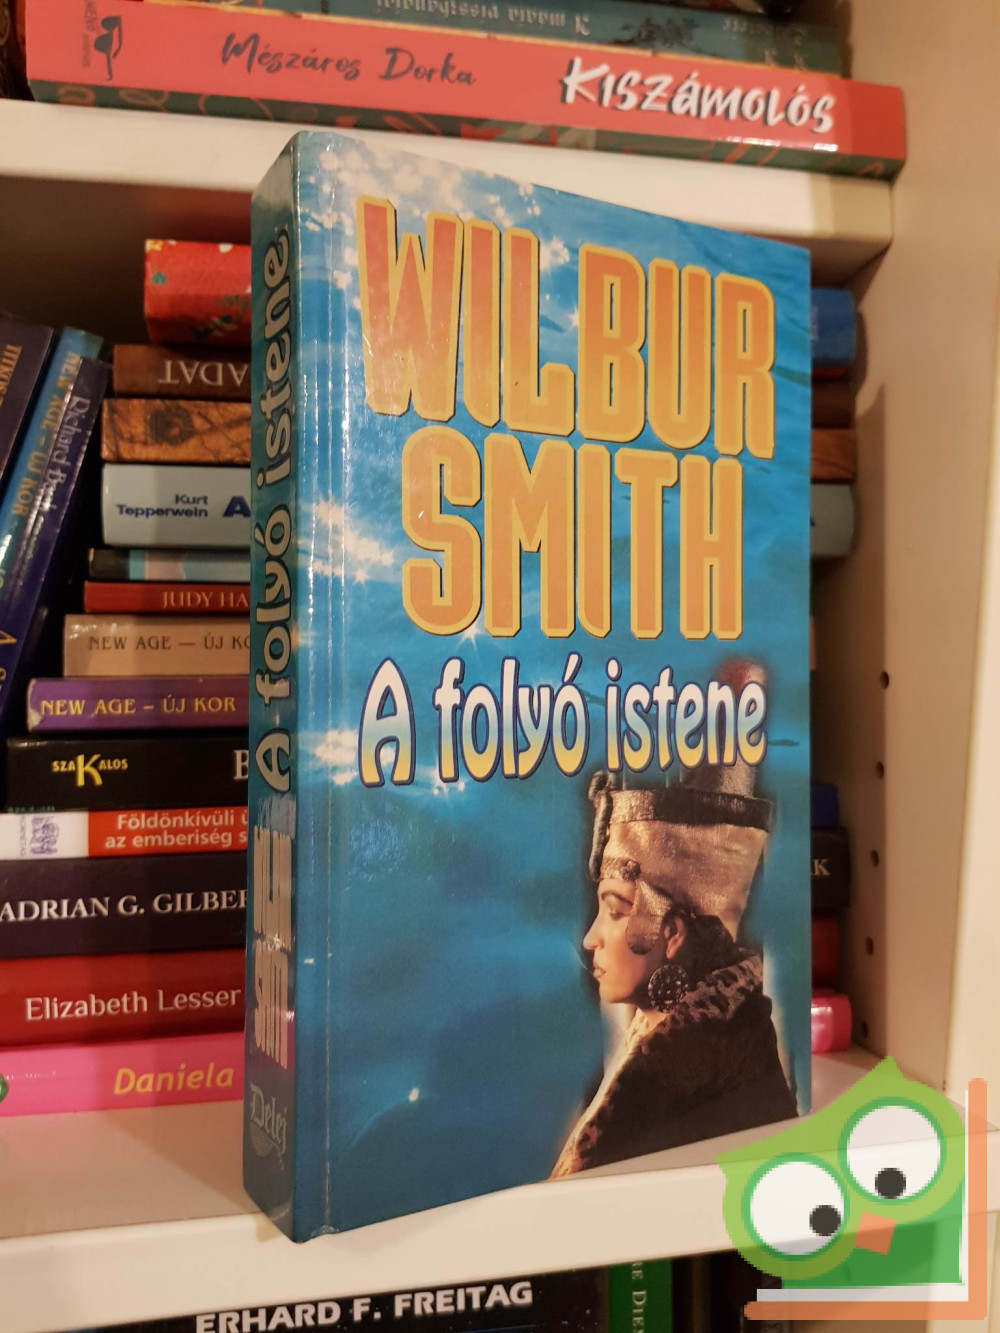 Mészáros Dorka
KISZÁMOLÓS
WILBUR
SMITH
A folyó istene
A folyó istene
WILBUR
SMITH
Delej
ADAT
Kurt
Tepperwein
A
JUDY HA
NEW AGE — ÚJ KO
NEW AGE – ÚJ KOR
NEW AGE – ÚJ KOR
SZAKALOS
B
Földönkívüli
az emberiség s
ADRIAN G. GILBER
Elizabeth Lesser
Daniela
K
ERHARD F. FREITAG